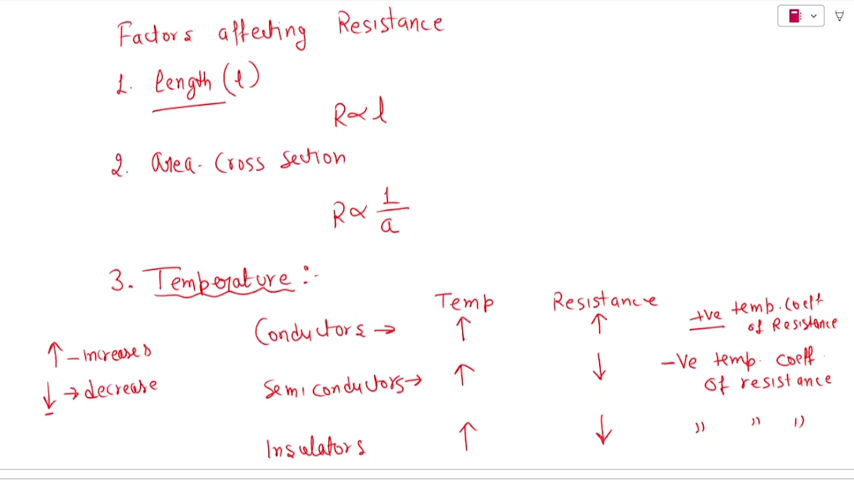 Factors affecting Resistance
1. length (l)
R∝ l
2. area-Cross section
R∝ 1/a
3. Temperature :-
Temp Resistance
Conductors → ↑ ↑ +ve temp. coeft of Resistance
↑ - increases
Semiconductors → ↑ ↓ -Ve temp. coeff. of resistance
↓ → decrease
Insulators ↑ ↓ " " "